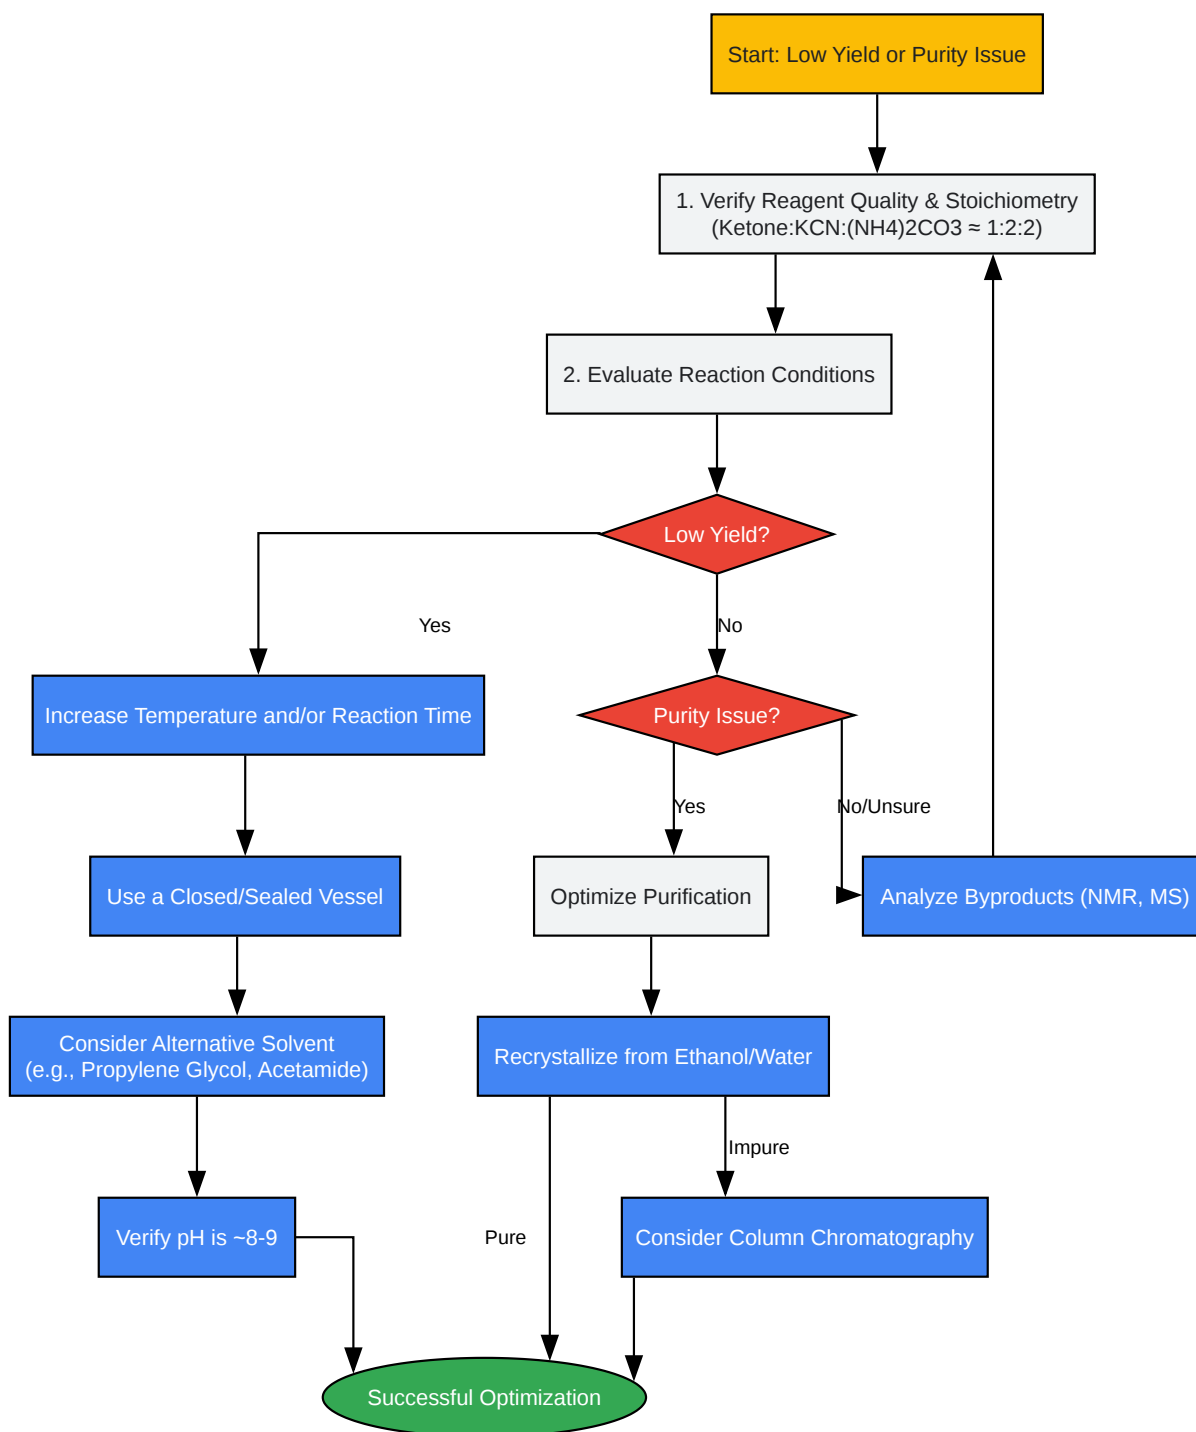 Start: Low Yield or Purity Issue
1. Verify Reagent Quality & Stoichiometry
(Ketone:KCN:(NH4)2CO3 ≈ 1:2:2)
2. Evaluate Reaction Conditions
Low Yield?
Yes
No
Increase Temperature and/or Reaction Time
Purity Issue?
Yes
No/Unsure
Use a Closed/Sealed Vessel
Optimize Purification
Analyze Byproducts (NMR, MS)
Consider Alternative Solvent
(e.g., Propylene Glycol, Acetamide)
Recrystallize from Ethanol/Water
Impure
Verify pH is ~8-9
Pure
Consider Column Chromatography
Successful Optimization